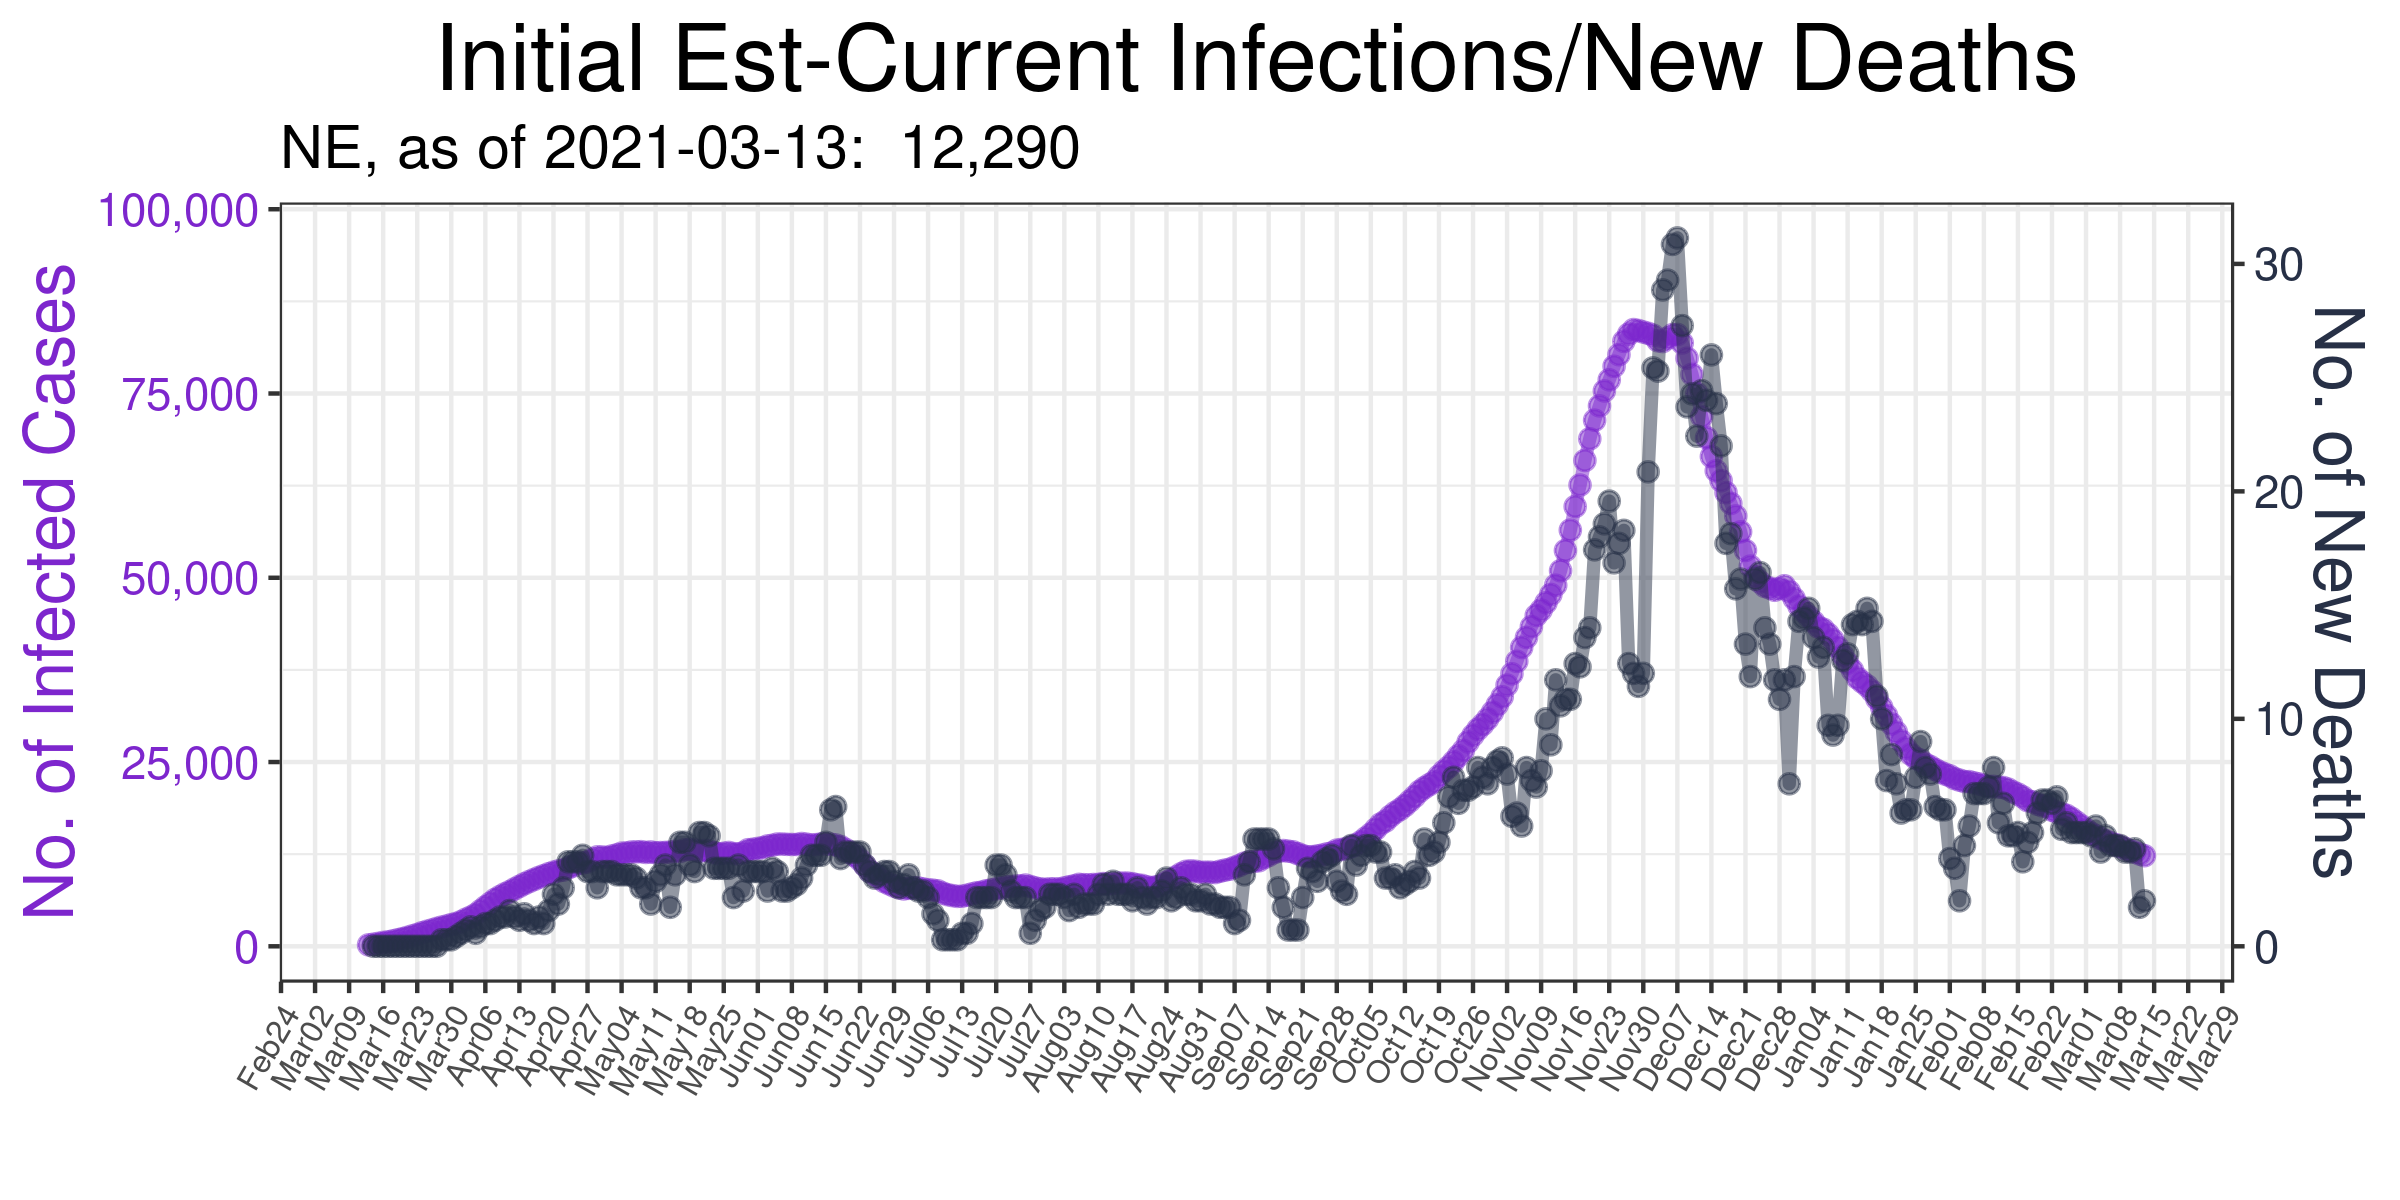 Initial Est-Current Infections/New Deaths
NE, as of 2021-03-13:  12,290
No. of Infected Cases
100,000
75,000
50,000
25,000
0
30
20
10
0
No. of New Deaths
Feb24
Mar02
Mar09
Mar16
Mar23
Mar30
Apr06
Apr13
Apr20
Apr27
May04
May11
May18
May25
Jun01
Jun08
Jun15
Jun22
Jun29
Jul06
Jul13
Jul20
Jul27
Aug03
Aug10
Aug17
Aug24
Aug31
Sep07
Sep14
Sep21
Sep28
Oct05
Oct12
Oct19
Oct26
Nov02
Nov09
Nov16
Nov23
Nov30
Dec07
Dec14
Dec21
Dec28
Jan04
Jan11
Jan18
Jan25
Feb01
Feb08
Feb15
Feb22
Mar01
Mar08
Mar15
Mar22
Mar29